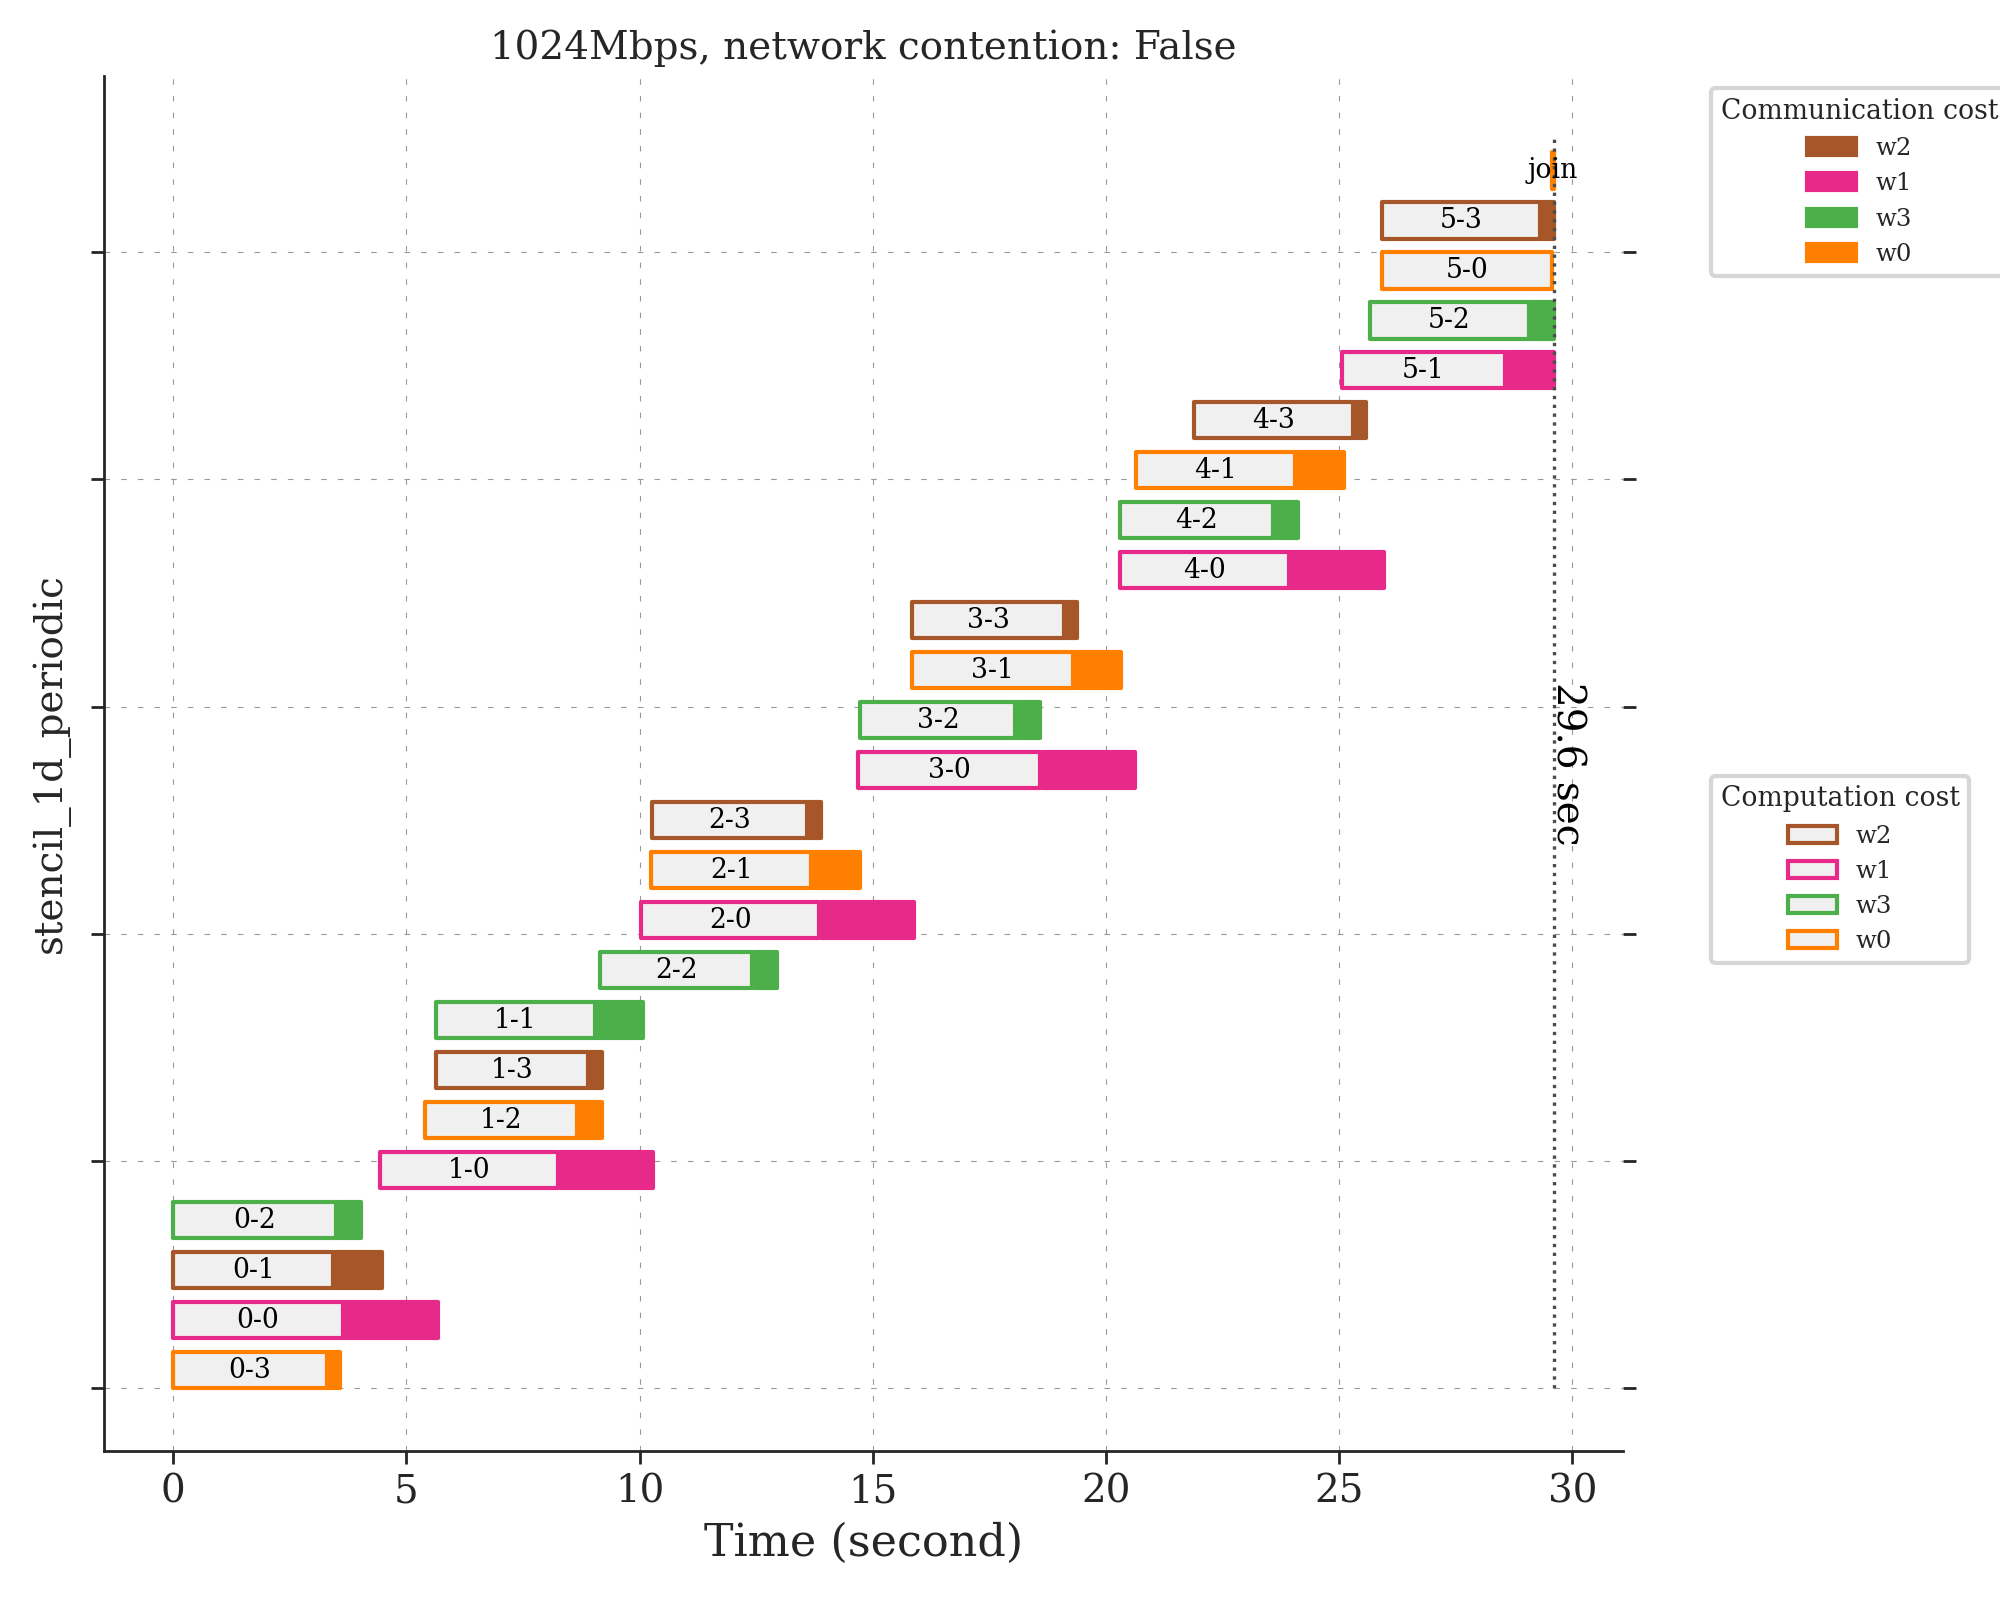 1024Mbps, network contention: False
Communication cost
w2
w1
w3
w0
join
5-3
5-0
5-2
5-1
4-3
4-1
4-2
4-0
3-3
3-1
3-2
3-0
2-3
2-1
2-0
2-2
1-1
1-3
1-2
1-0
0-2
0-1
0-0
0-3
29.6 sec
Computation cost
w2
w1
w3
w0
stencil_1d_periodic
0 5 10 15 20 25 30
Time (second)